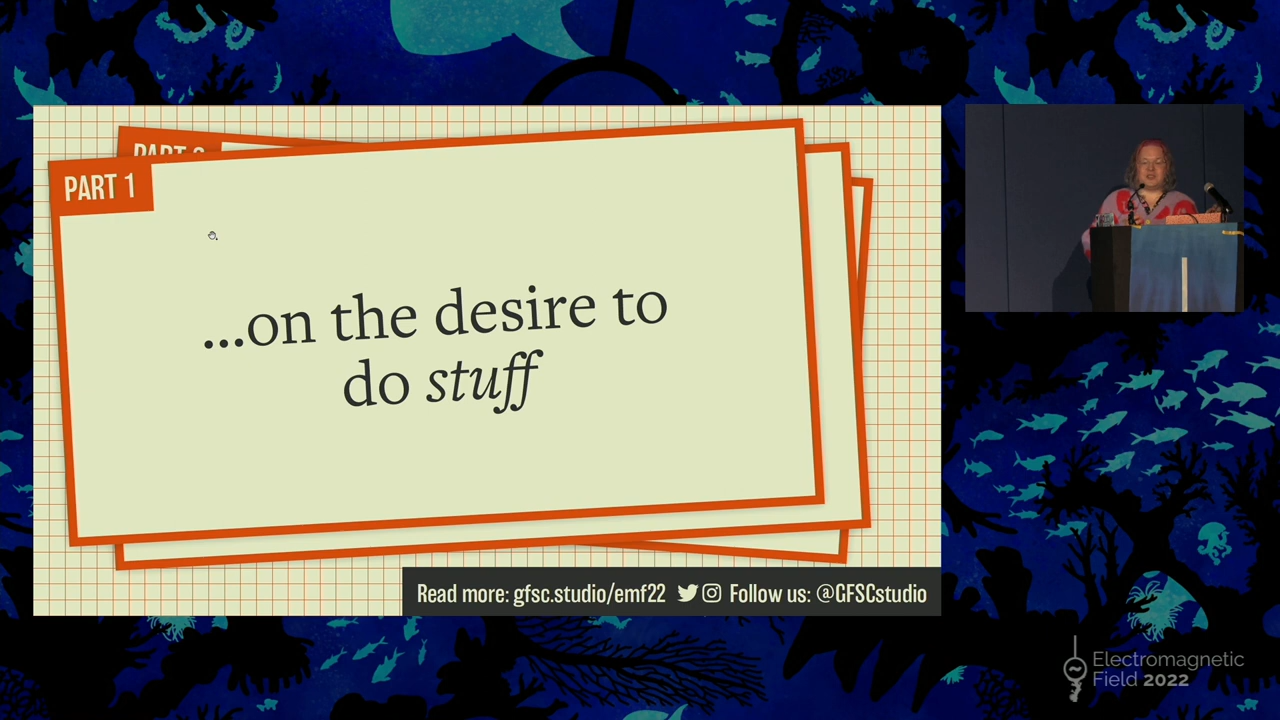 PART 1
...on the desire to
do stuff
Read more: gfsc.studio/emf22 Follow us: @GFSCstudio
Electromagnetic
Field 2022